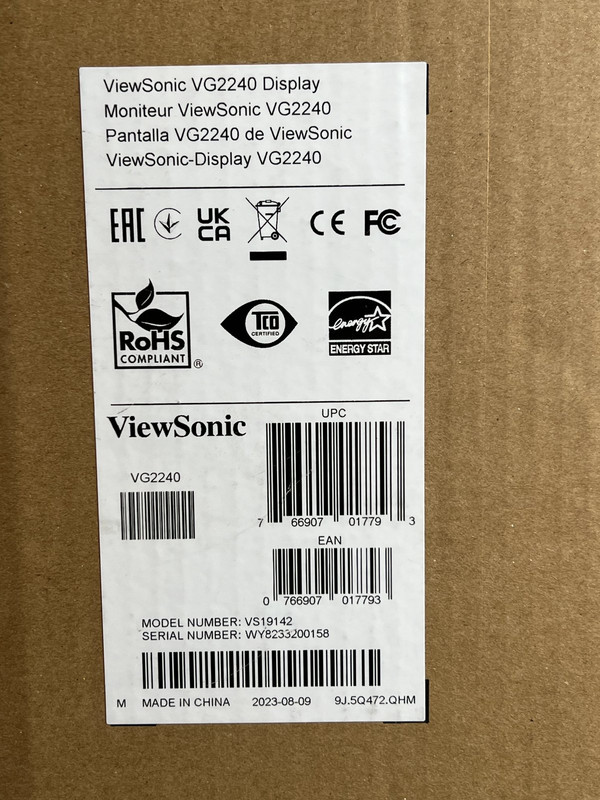 ViewSonic VG2240 Display
Moniteur ViewSonic VG2240
Pantalla VG2240 de ViewSonic
ViewSonic-Display VG2240
EAC UK CA CE FC
RoHS COMPLIANT ®
TCO CERTIFIED
energy ENERGY STAR
ViewSonic
VG2240
UPC
7 66907 01779 3
EAN
0 766907 017793
MODEL NUMBER: VS19142
SERIAL NUMBER: WY8233200158
M MADE IN CHINA 2023-08-09 9J.5Q472.QHM